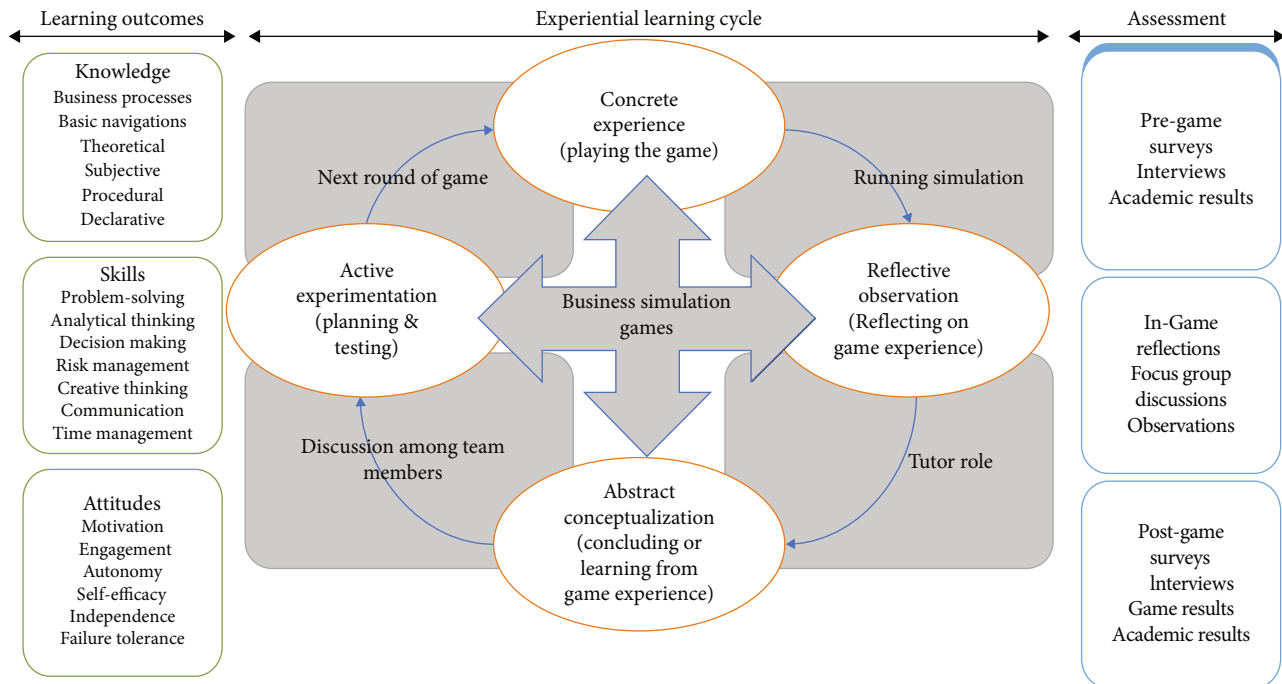 Learning outcomes
Experiential learning cycle
Assessment
Knowledge
Business processes
Basic navigations
Theoretical
Subjective
Procedural
Declarative
Skills
Problem-solving
Analytical thinking
Decision making
Risk management
Creative thinking
Communication
Time management
Attitudes
Motivation
Engagement
Autonomy
Self-efficacy
Independence
Failure tolerance
Concrete
experience
(playing the game)
Next round of game
Running simulation
Active
experimentation
(planning &
testing)
Business simulation
games
Reflective
observation
(Reflecting on
game experience)
Discussion among team
members
Tutor role
Abstract
conceptualization
(concluding or
learning from
game experience)
Pre-game
surveys
Interviews
Academic results
In-Game
reflections
Focus group
discussions
Observations
Post-game
surveys
Interviews
Game results
Academic results